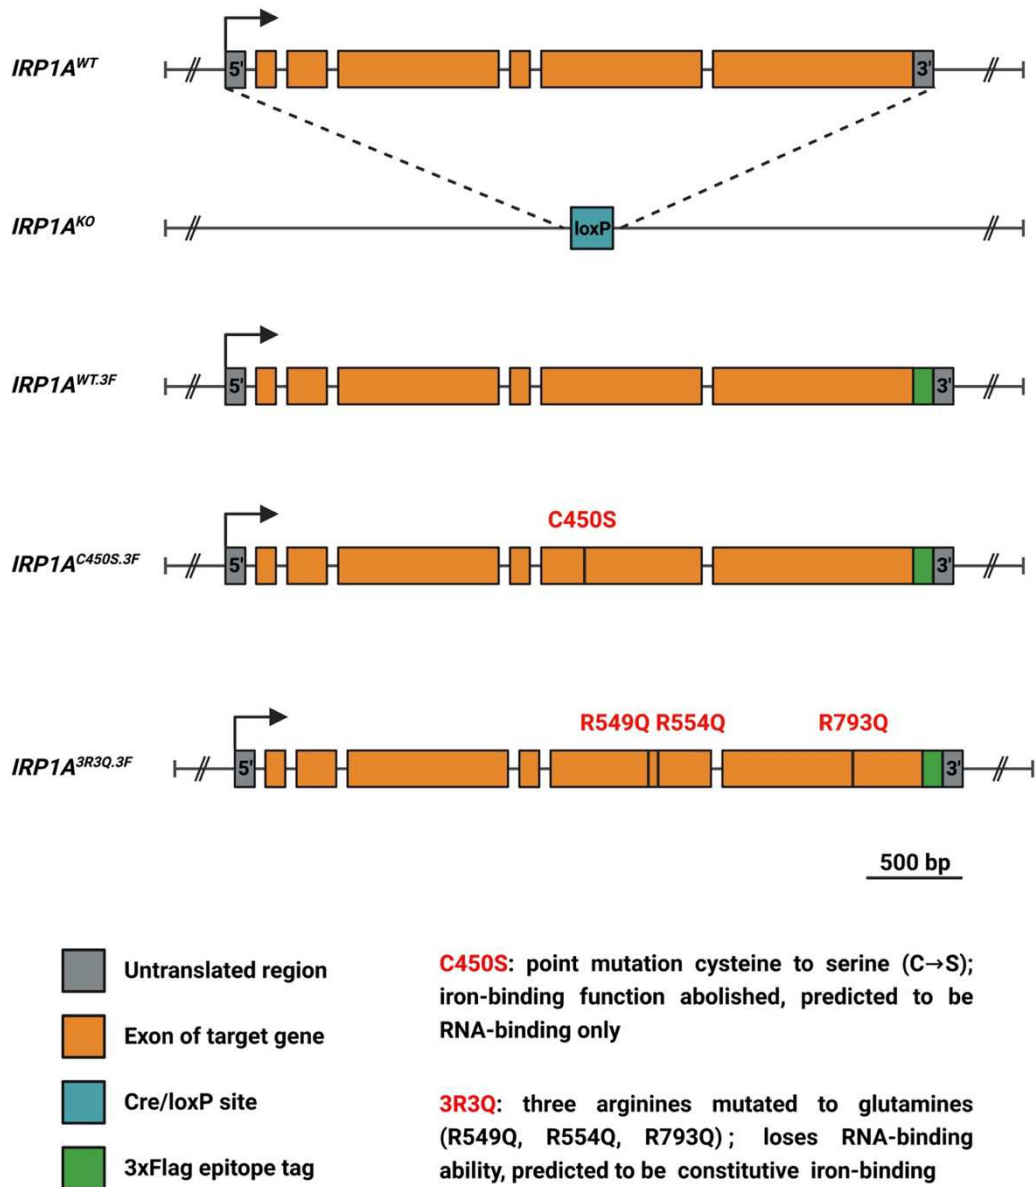 IRP1A^WT
5' 3'
IRP1A^KO
loxP
IRP1A^WT.3F
5' 3'
C450S
IRP1A^C450S.3F
5' 3'
R549Q R554Q R793Q
IRP1A^3R3Q.3F
5' 3'
500 bp
Untranslated region
Exon of target gene
Cre/loxP site
3xFlag epitope tag
C450S: point mutation cysteine to serine (C→S);
iron-binding function abolished, predicted to be
RNA-binding only
3R3Q: three arginines mutated to glutamines
(R549Q, R554Q, R793Q) ; loses RNA-binding
ability, predicted to be constitutive iron-binding